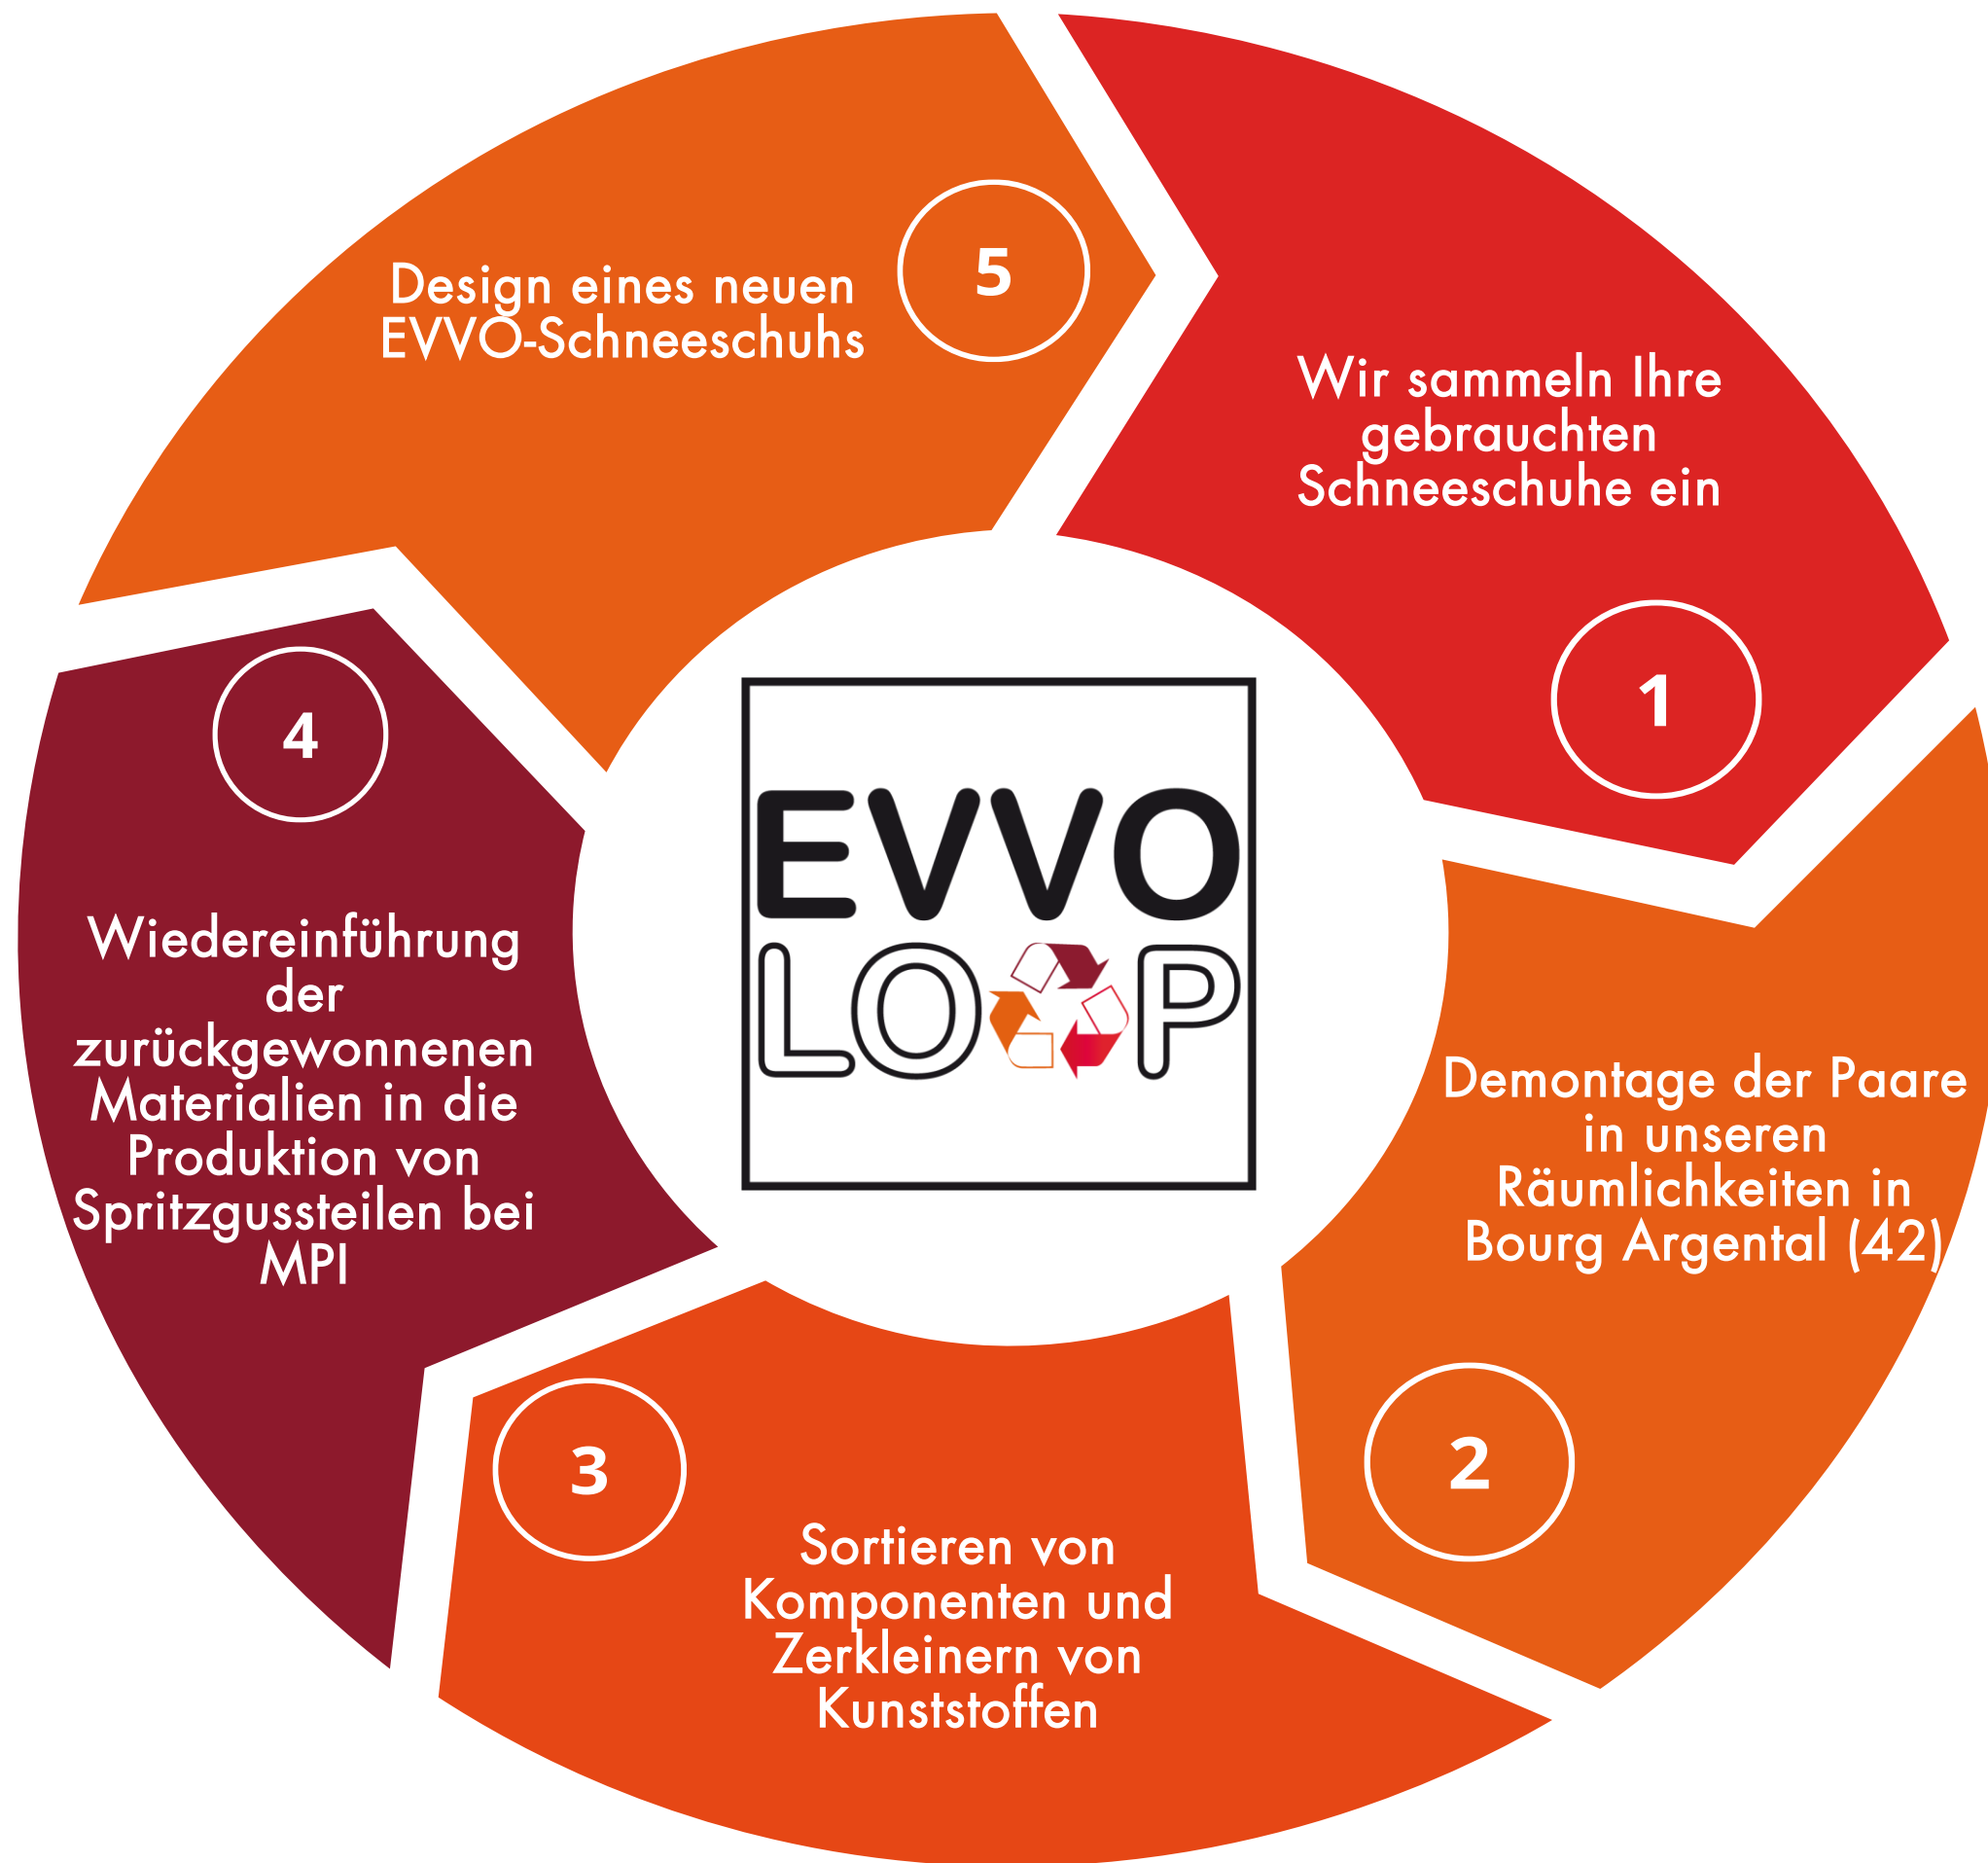 Design eines neuen
EVVO-Schneeschuhs
5
Wir sammeln Ihre
gebrauchten
Schneeschuhe ein
1
4
Wiedereinführung
der
zurückgewonnenen
Materialien in die
Produktion von
Spritzgussteilen bei
MPI
EVVO
LOOP
Demontage der Paare
in unseren
Räumlichkeiten in
Bourg Argental (42)
2
3
Sortieren von
Komponenten und
Zerkleinern von
Kunststoffen